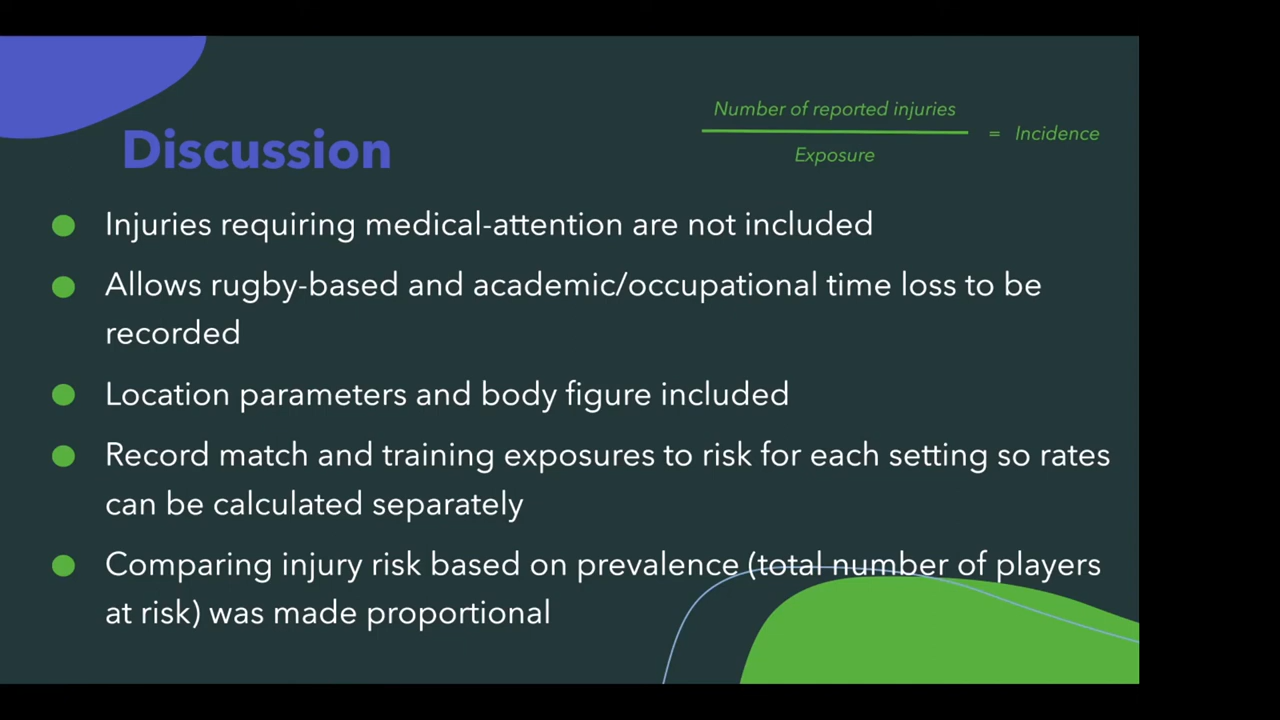 Number of reported injuries
= Incidence
Exposure
Discussion
Injuries requiring medical-attention are not included
Allows rugby-based and academic/occupational time loss to be
recorded
Location parameters and body figure included
Record match and training exposures to risk for each setting so rates
can be calculated separately
Comparing injury risk based on prevalence (total number of players
at risk) was made proportional